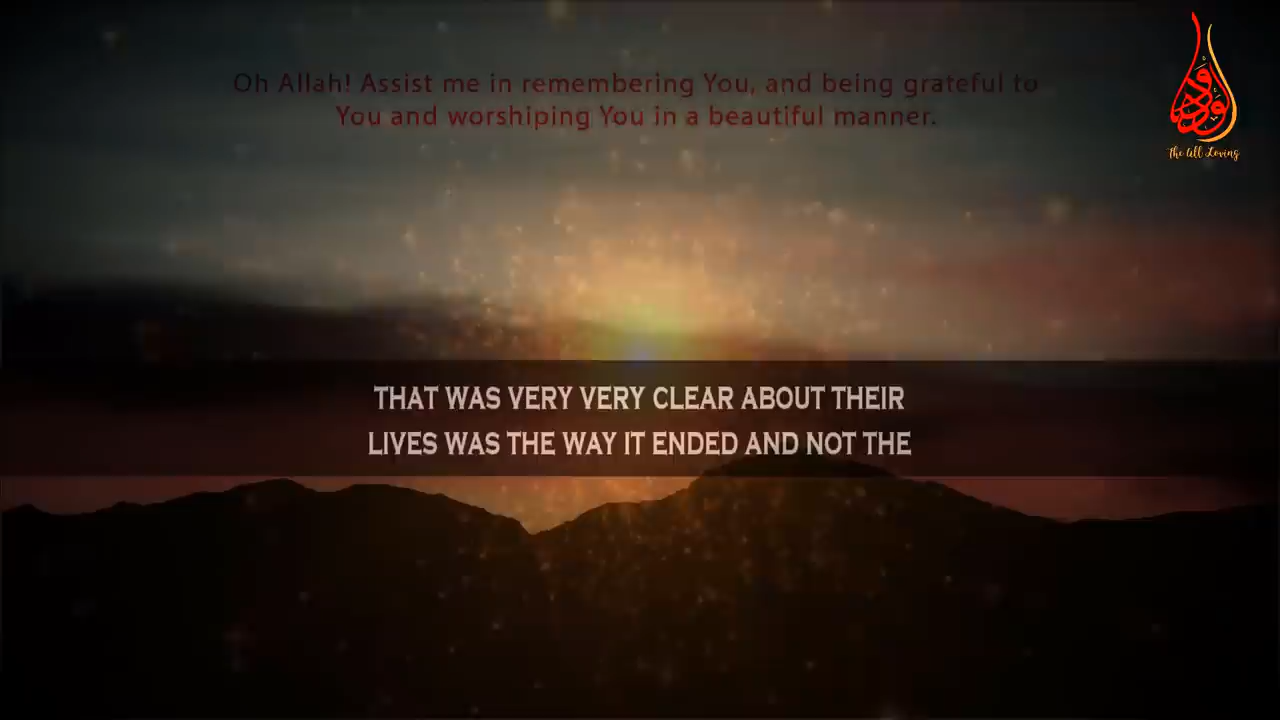 Oh Allah! Assist me in remembering You, and being grateful to
You and worshiping You in a beautiful manner.
الودود
The All Loving
THAT WAS VERY VERY CLEAR ABOUT THEIR
LIVES WAS THE WAY IT ENDED AND NOT THE